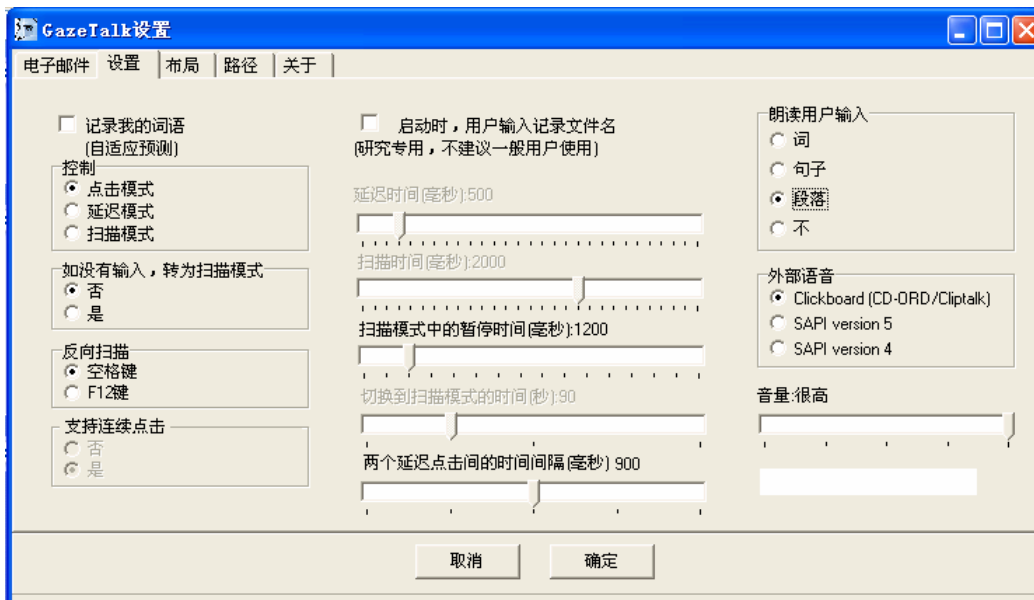 GazeTalk设置
电子邮件 设置 布局 路径 关于
记录我的词语
(自适应预测)
控制
点击模式
延迟模式
扫描模式
如没有输入，转为扫描模式
否
是
反向扫描
空格键
F12键
支持连续点击
否
是
启动时，用户输入记录文件名
(研究专用，不建议一般用户使用)
延迟时间(毫秒):500
扫描时间(毫秒):2000
扫描模式中的暂停时间(毫秒):1200
切换到扫描模式的时间(秒):90
两个延迟点击间的时间间隔(毫秒) 900
朗读用户输入
词
句子
段落
不
外部语音
Clickboard (CD-ORD/Cliptalk)
SAPI version 5
SAPI version 4
音量:很高
取消
确定